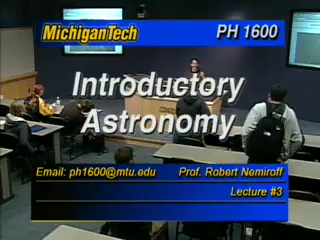 MichiganTech PH 1600
Introductory
Astronomy
Email: ph1600@mtu.edu Prof. Robert Nemiroff
Lecture #3